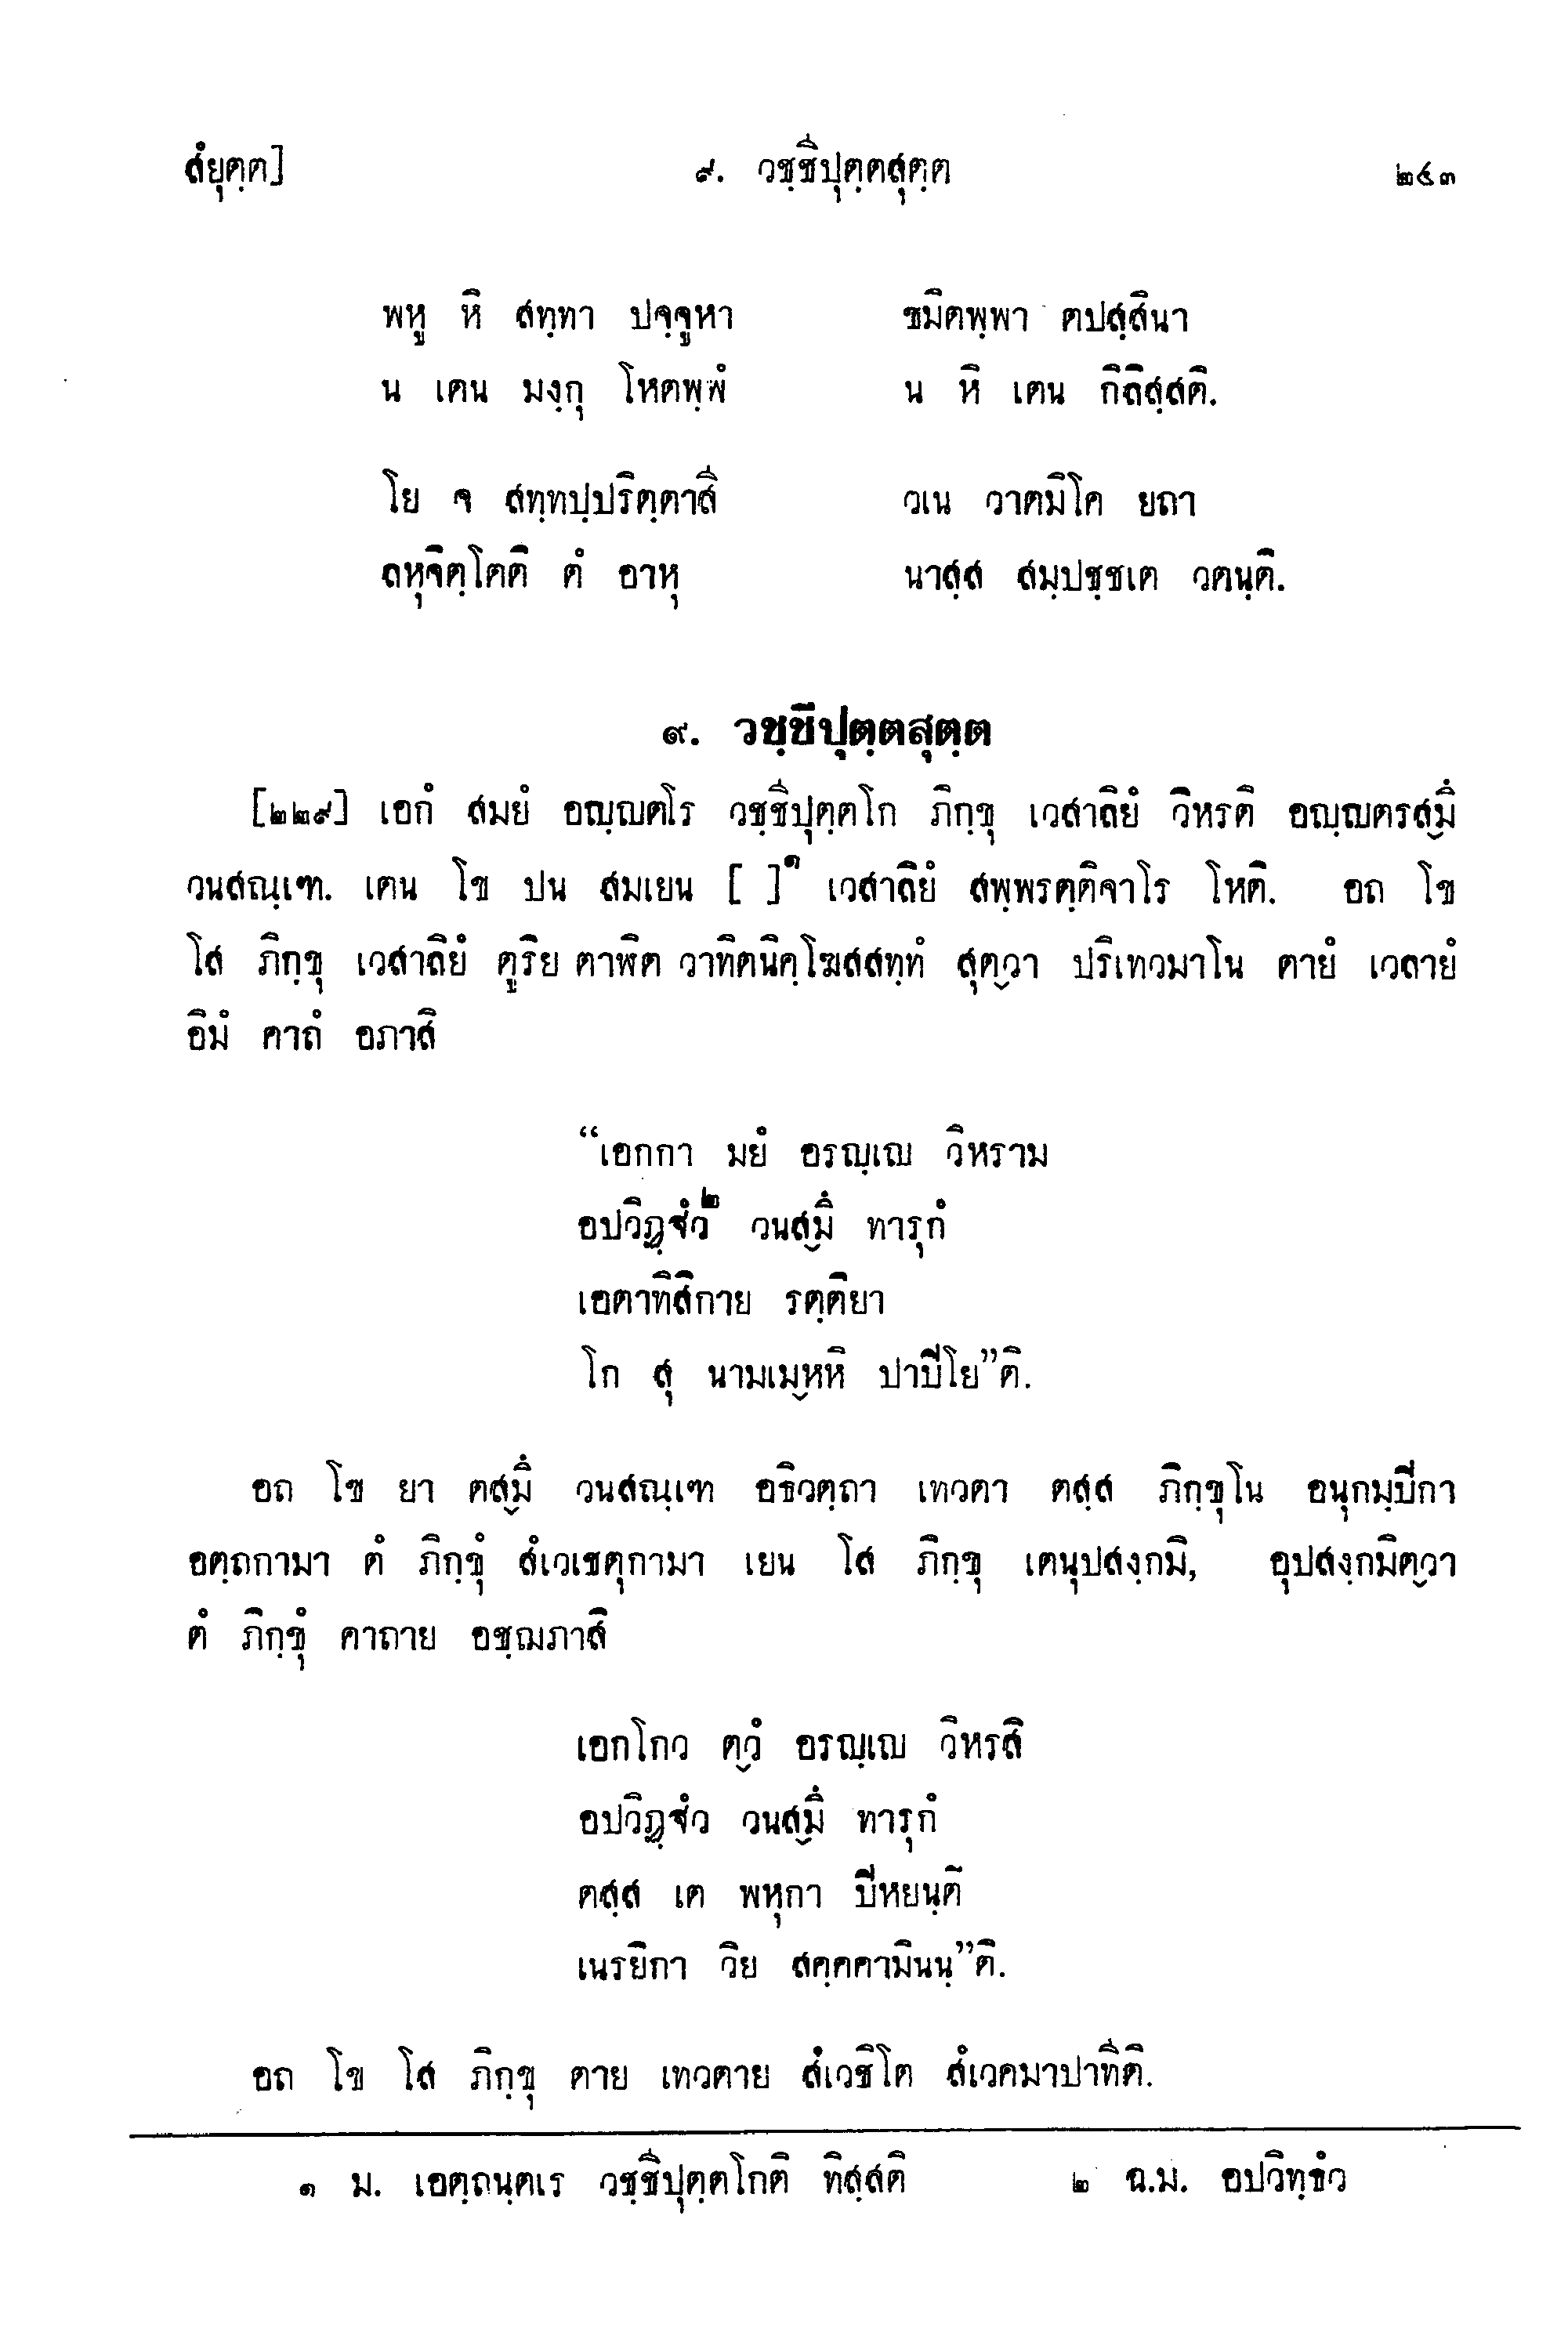 สํยุตฺต] ๙. วชฺชิปุตฺตสุตฺต ๒๔๓
พหู หิ สทฺทา ปจฺจูหา ขมิตพฺพา ตปสฺสินา
น เตน มงฺกุ โหตพฺพํ น หิ เตน กิลิสฺสติ.
โย จ สทฺทปฺปริตฺตาสี วเน วาตมิโค ยถา
ลหุจิตฺโตติ ตํ อาหุ นาสฺส สมฺปชฺชเต วตนฺติ.
๙. วชฺชีปุตฺตสุตฺต
[๒๒๙] เอกํ สมยํ อญฺญตโร วชฺชิปุตฺตโก ภิกฺขุ เวสาลิยํ วิหรติ อญฺญตรสฺมึ
วนสณฺเฑ. เตน โข ปน สมเยน [ ]๑ เวสาลิยํ สพฺพรตฺติจาโร โหติ. อถ โข
โส ภิกฺขุ เวสาลิยํ ตูริย ตาฬิต วาทิตนิคฺโฆสสทฺทํ สุตฺวา ปริเทวมาโน ตายํ เวลายํ
อิมํ คาถํ อภาสิ
“เอกกา มยํ อรญฺเญ วิหราม
อปวิฏฺฐํว๒ วนสฺมึ ทารุกํ
เอตาทิสิกาย รตฺติยา
โก สุ นามเมฺหหิ ปาปิโย”ติ.
อถ โข ยา ตสฺมึ วนสณฺเฑ อธิวตฺถา เทวตา ตสฺส ภิกฺขุโน อนุกมฺปิกา
อตฺถกามา ตํ ภิกฺขุํ สํเวเชตุกามา เยน โส ภิกฺขุ เตนุปสงฺกมิ, อุปสงฺกมิตฺวา
ตํ ภิกฺขุํ คาถาย อชฺฌภาสิ
เอกโกว ตฺวํ อรญฺเญ วิหรสิ
อปวิฏฺฐํว วนสฺมึ ทารุกํ
ตสฺส เต พหุกา ปิหยนฺติ
เนรยิกา วิย สคฺคคามินนฺ”ติ.
อถ โข โส ภิกฺขุ ตาย เทวตาย สํเวชิโต สํเวคมาปาทีติ.
๑ ม. เอตฺถนฺตเร วชฺชิปุตฺตโกติ ทิสฺสติ ๒ ฉ.ม. อปวิทฺธํว